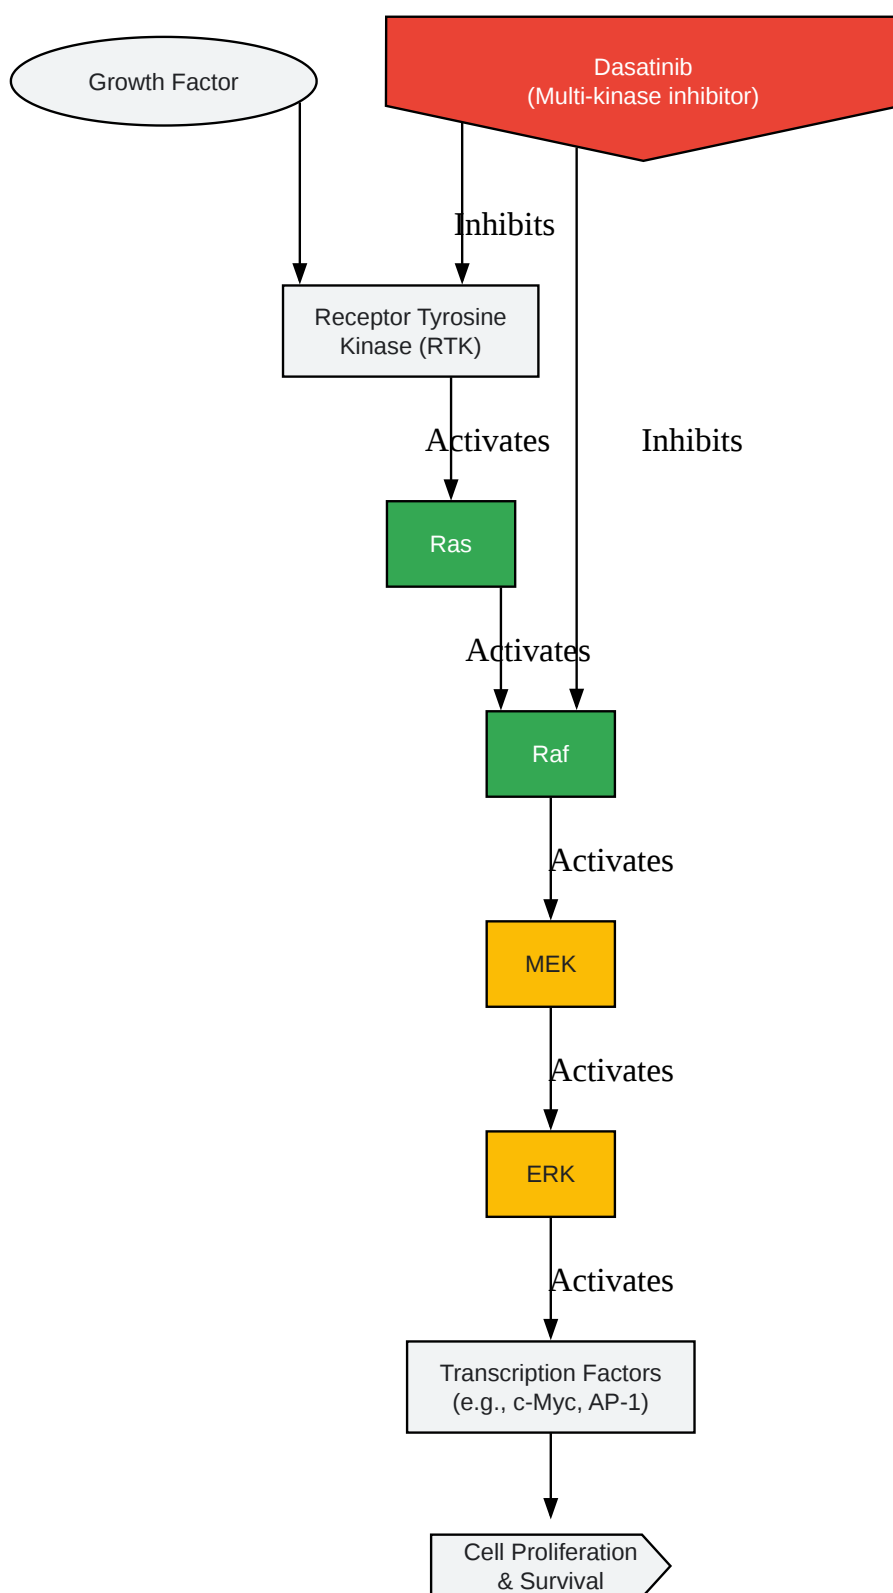 Growth Factor
Dasatinib
(Multi-kinase inhibitor)
Inhibits
Receptor Tyrosine
Kinase (RTK)
Activates
Inhibits
Ras
Activates
Raf
Activates
MEK
Activates
ERK
Activates
Transcription Factors
(e.g., c-Myc, AP-1)
Cell Proliferation
& Survival